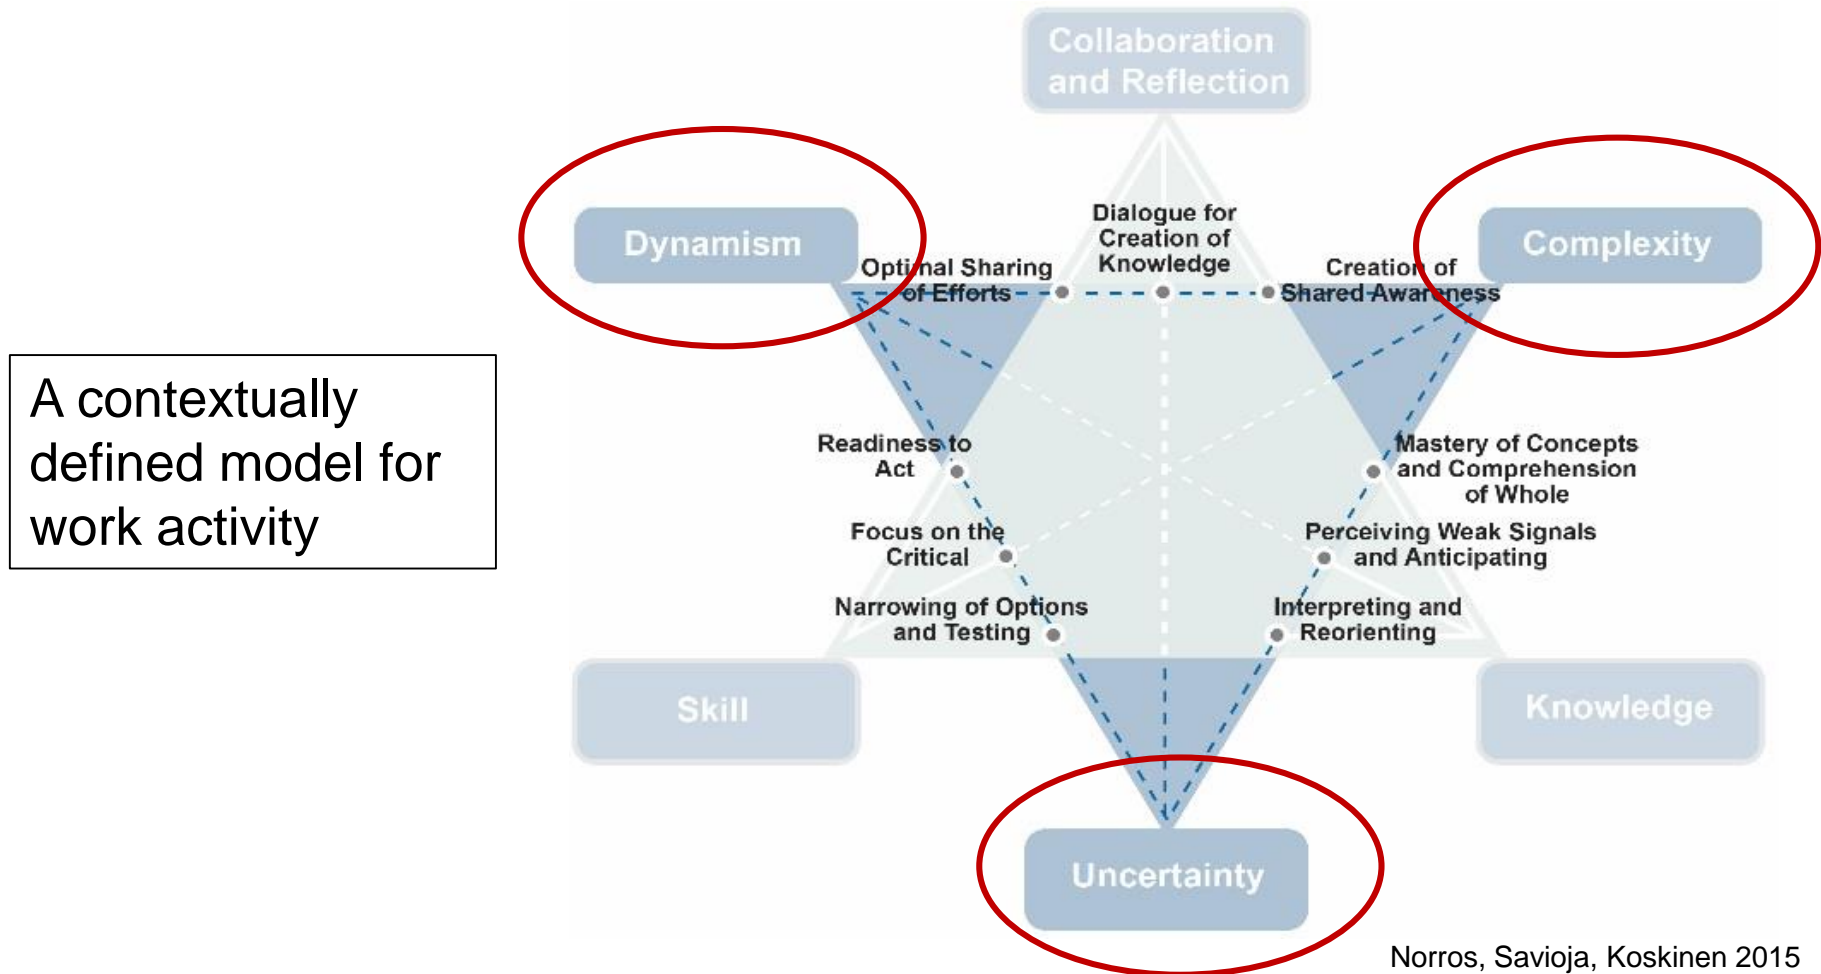 Collaboration
and Reflection
Dynamism
Complexity
Dialogue for
Creation of
Knowledge
Optimal Sharing
of Efforts
Creation of
Shared Awareness
A contextually
defined model for
work activity
Readiness to
Act
Mastery of Concepts
and Comprehension
of Whole
Focus on the
Critical
Perceiving Weak Signals
and Anticipating
Narrowing of Options
and Testing
Interpreting and
Reorienting
Skill
Knowledge
Uncertainty
Norros, Savioja, Koskinen 2015